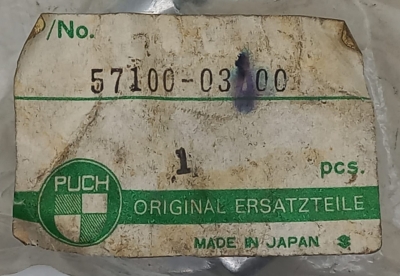 /No.
57100-03 00
1 pcs.
PUCH
ORIGINAL ERSATZTEILE
MADE IN JAPAN